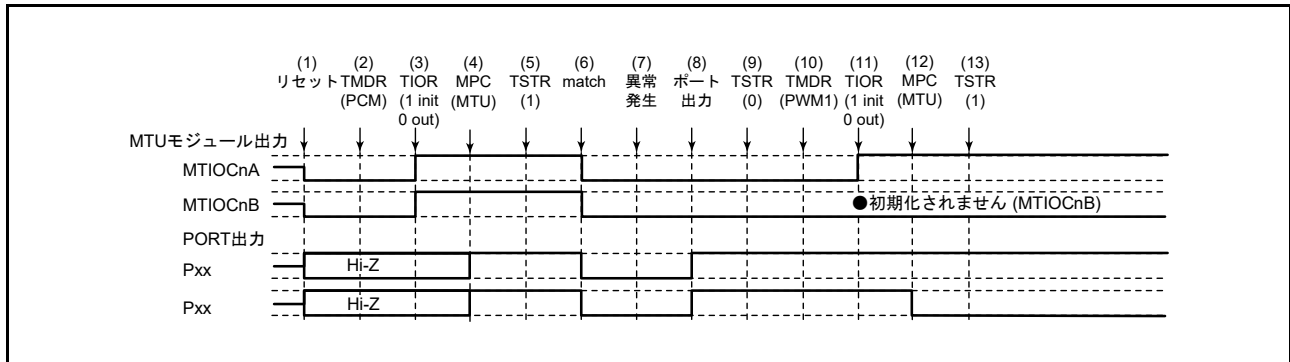 (1) (2) (3) (4) (5) (6) (7) (8) (9) (10) (11) (12) (13)
リセット TMDR TIOR MPC TSTR match 異常 ポート TSTR TMDR TIOR MPC TSTR
(PCM) (1 init (MTU) (1) 発生 出力 (0) (PWM1) (1 init (MTU) (1)
0 out) 0 out)
MTUモジュール出力
MTIOCnA
MTIOCnB ●初期化されません (MTIOCnB)
PORT出力
Pxx Hi-Z
Pxx Hi-Z